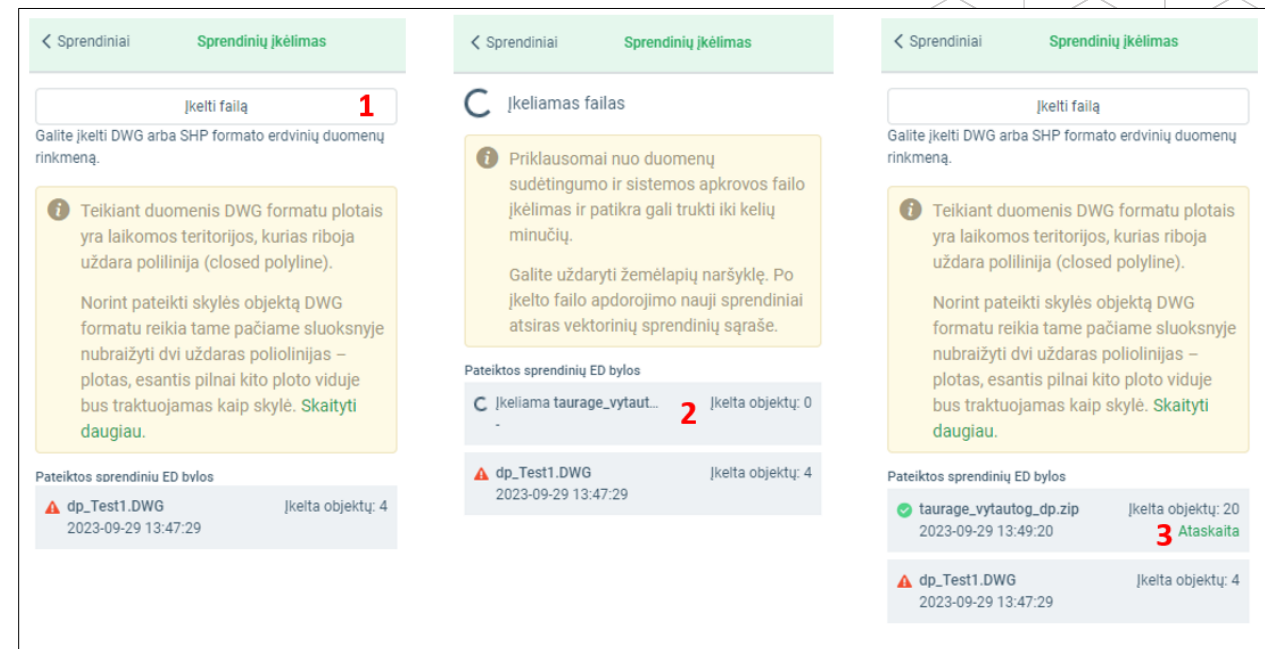 Sprendiniai
Sprendinių įkėlimas
Įkelti failą
1
Galite įkelti DWG arba SHP formato erdvinių duomenų
rinkmeną.
Teikiant duomenis DWG formatu plotais
yra laikomos teritorijos, kurias riboja
uždara polilinija (closed polyline).
Norint pateikti skylės objektą DWG
formatu reikia tame pačiame sluoksnyje
nubraižyti dvi uždaras poliolinijas –
plotas, esantis pilnai kito ploto viduje
bus traktuojamas kaip skylė. Skaityti
daugiau.
Pateiktos sprendinių ED bylos
dp_Test1.DWG
Įkelta objektų: 4
2023-09-29 13:47:29
Sprendiniai
Sprendinių įkėlimas
Įkeliamas failas
Priklausomai nuo duomenų
sudėtingumo ir sistemos apkrovos failo
įkėlimas ir patikra gali trukti iki kelių
minučių.
Galite uždaryti žemėlapių naršyklę. Po
įkelto failo apdorojimo nauji sprendiniai
atsiras vektorinių sprendinių sąraše.
Pateiktos sprendinių ED bylos
Įkeliama taurage_vytaut...
2
Įkelta objektų: 0
-
dp_Test1.DWG
Įkelta objektų: 4
2023-09-29 13:47:29
Sprendiniai
Sprendinių įkėlimas
Įkelti failą
Galite įkelti DWG arba SHP formato erdvinių duomenų
rinkmeną.
Teikiant duomenis DWG formatu plotais
yra laikomos teritorijos, kurias riboja
uždara polilinija (closed polyline).
Norint pateikti skylės objektą DWG
formatu reikia tame pačiame sluoksnyje
nubraižyti dvi uždaras poliolinijas –
plotas, esantis pilnai kito ploto viduje
bus traktuojamas kaip skylė. Skaityti
daugiau.
Pateiktos sprendinių ED bylos
taurage_vytautog_dp.zip
Įkelta objektų: 20
2023-09-29 13:49:20
3
Ataskaita
dp_Test1.DWG
Įkelta objektų: 4
2023-09-29 13:47:29